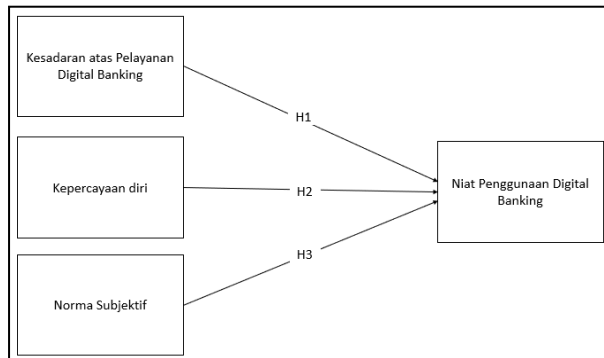 Kesadaran atas Pelayanan
Digital Banking
H1
Kepercayaan diri
H2
Niat Penggunaan Digital
Banking
H3
Norma Subjektif